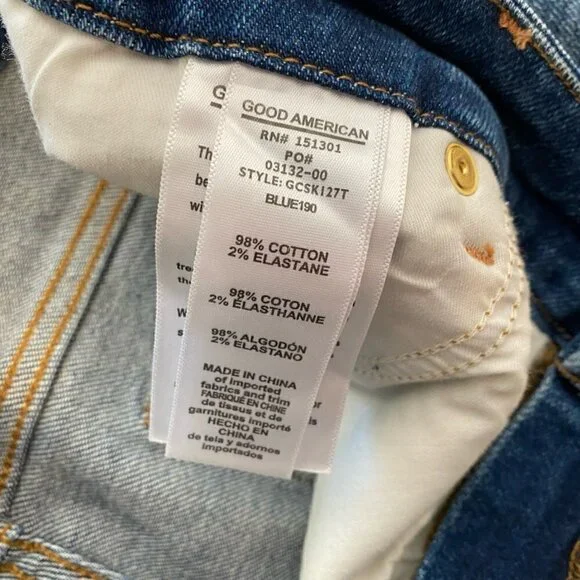 GOOD AMERICAN
RN# 151301
PO#
03132-00
STYLE: GCSKI27T
BLUE190
98% COTTON
2% ELASTANE
98% COTON
2% ELASTHANNE
98% ALGODÓN
2% ELASTANO
MADE IN CHINA
of imported
fabrics and trim
FABRIQUÉ EN CHINE
de tissus et de
garnitures importé
HECHO EN
CHINA
de tela y adornos
importados